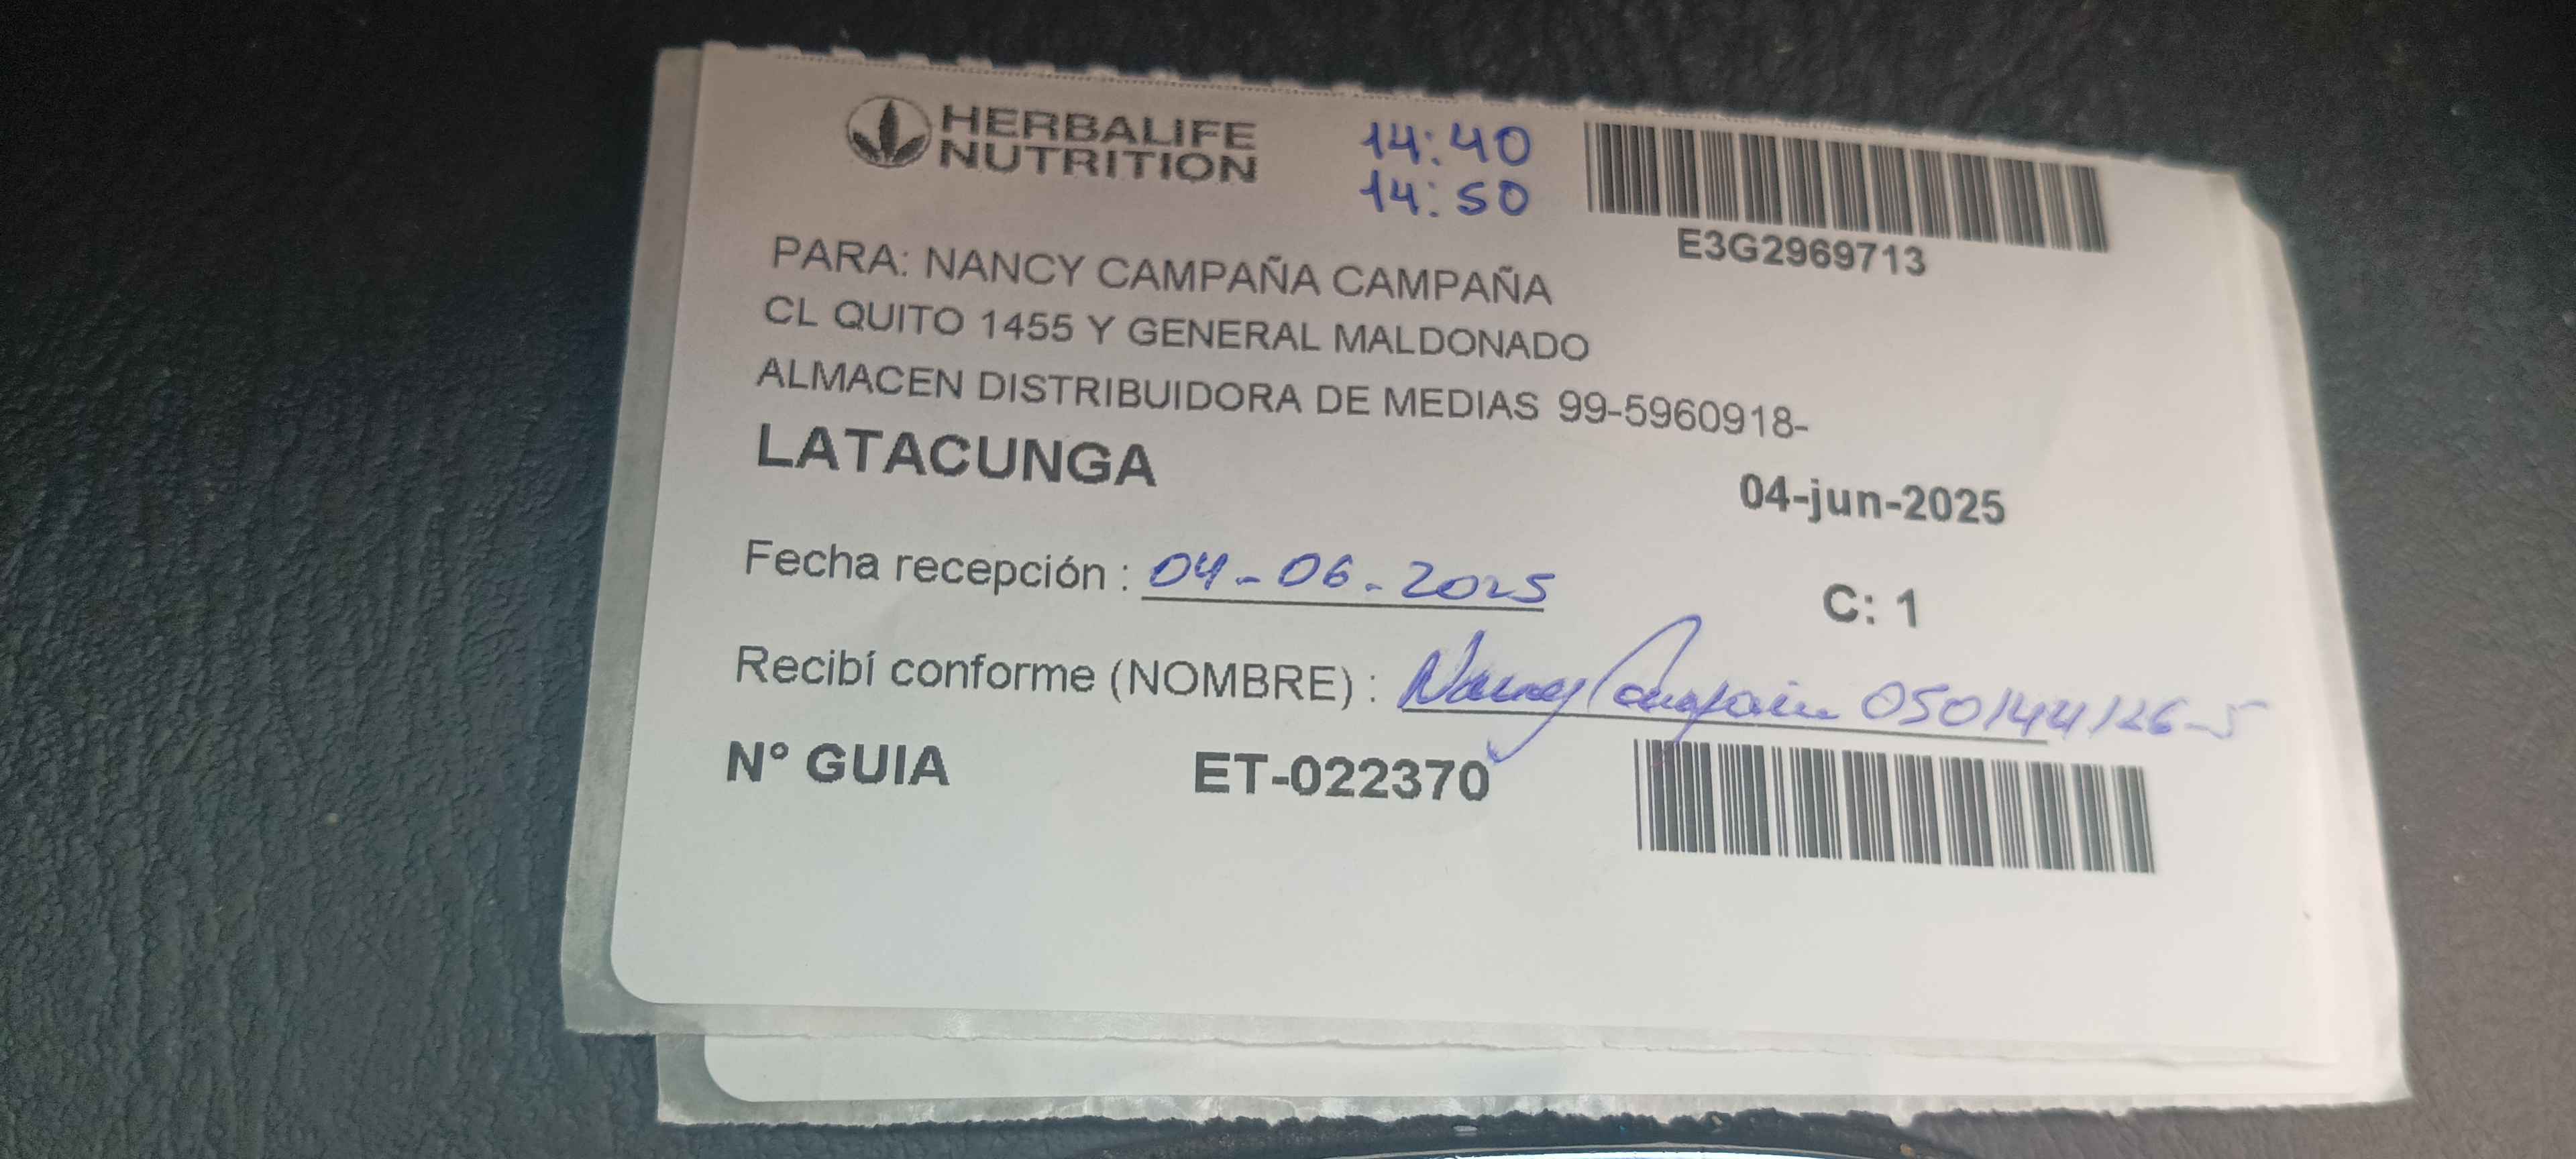 HERBALIFE
NUTRITION
14:40
14:50
E3G2969713
PARA: NANCY CAMPAÑA CAMPAÑA
CL QUITO 1455 Y GENERAL MALDONADO
ALMACEN DISTRIBUIDORA DE MEDIAS 99-5960918-
LATACUNGA
04-jun-2025
Fecha recepción : 04-06-2025
C: 1
Recibí conforme (NOMBRE) : Nancy Campaña 050144126-5
N° GUIA ET-022370